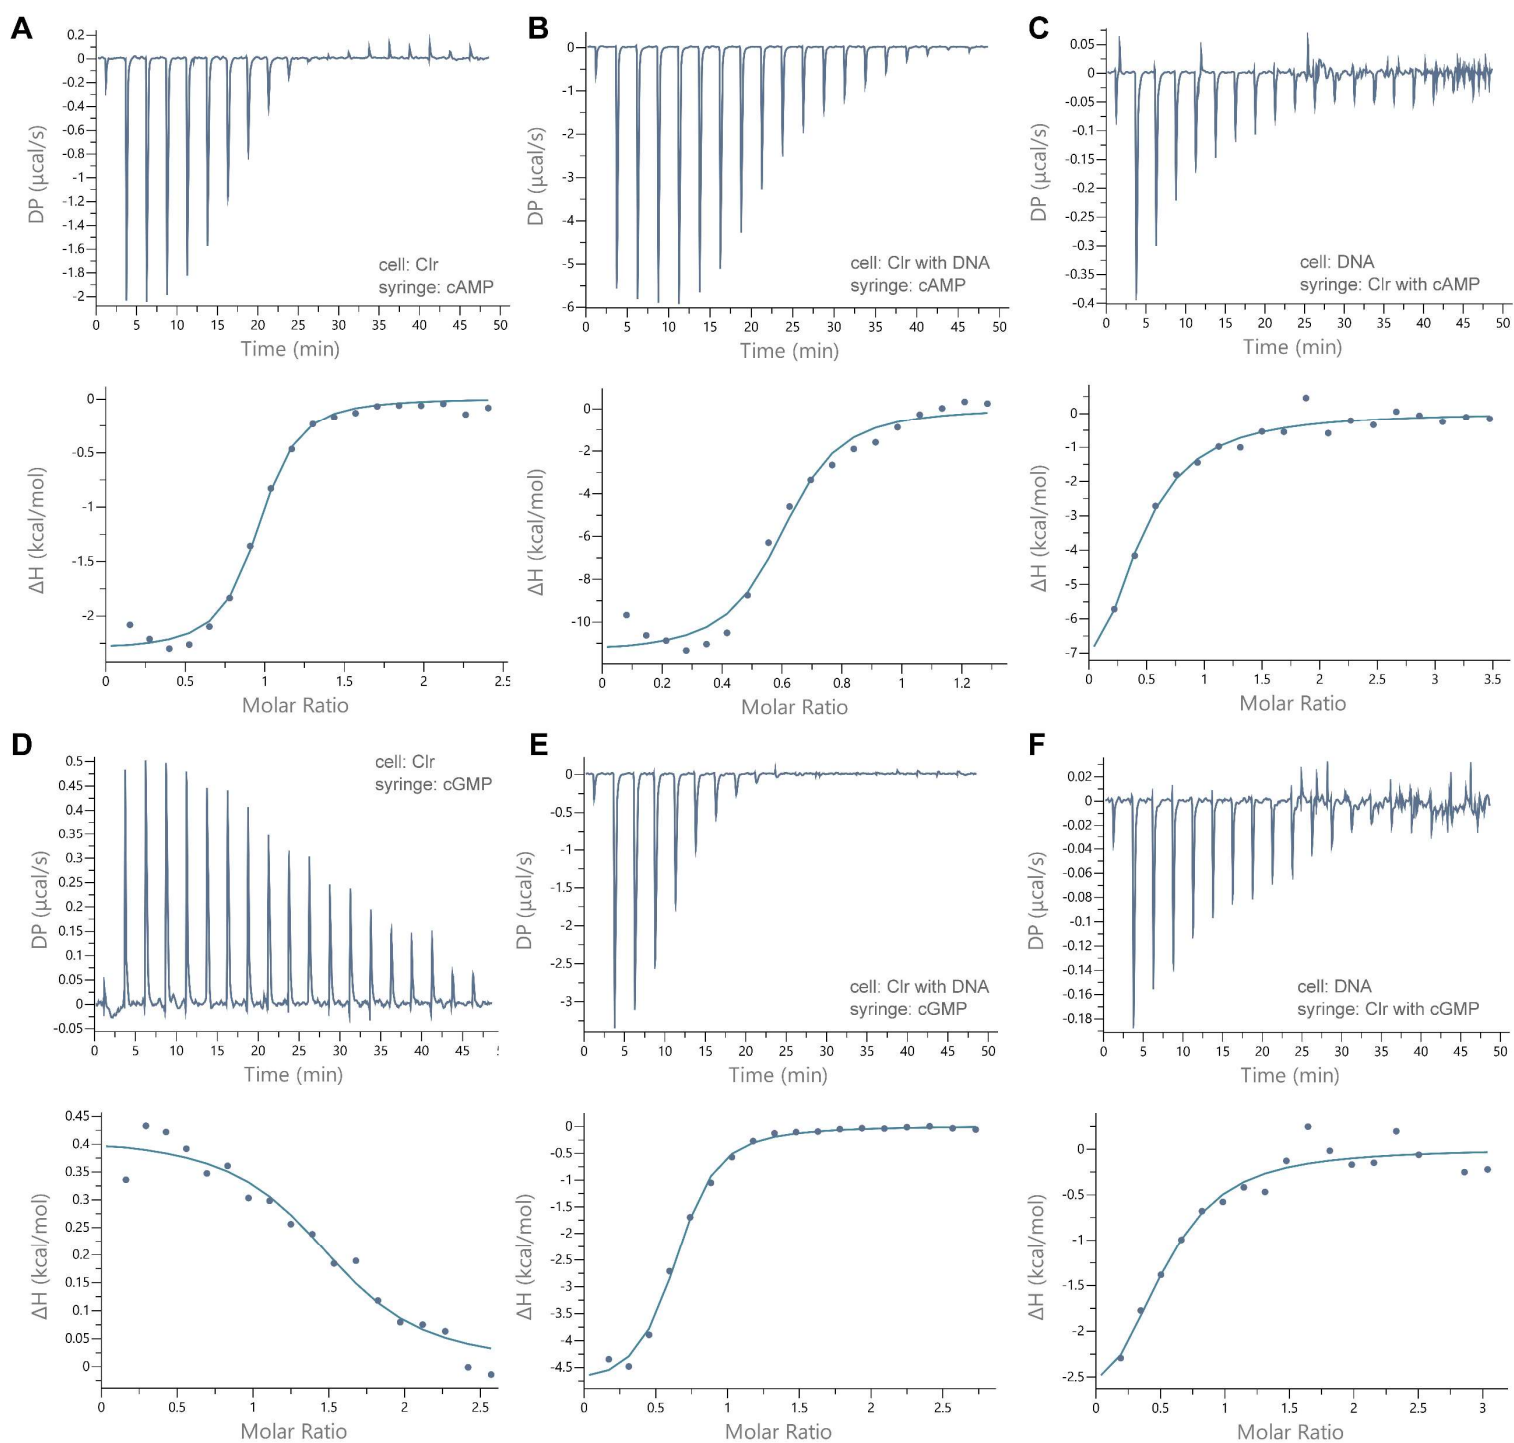 A
0.2
0
-0.2
-0.4
-0.6
-0.8
-1
-1.2
-1.4
-1.6
-1.8
-2
DP (µcal/s)
cell: Clr
syringe: cAMP
0 5 10 15 20 25 30 35 40 45 50
Time (min)
0
-0.5
-1
-1.5
-2
ΔH (kcal/mol)
0 0.5 1 1.5 2 2.5
Molar Ratio
B
0
-1
-2
-3
-4
-5
-6
DP (µcal/s)
cell: Clr with DNA
syringe: cAMP
0 5 10 15 20 25 30 35 40 45 50
Time (min)
0
-2
-4
-6
-8
-10
ΔH (kcal/mol)
0 0.2 0.4 0.6 0.8 1 1.2
Molar Ratio
C
0.05
0
-0.05
-0.1
-0.15
-0.2
-0.25
-0.3
-0.35
-0.4
DP (µcal/s)
cell: DNA
syringe: Clr with cAMP
0 5 10 15 20 25 30 35 40 45 50
Time (min)
0
-1
-2
-3
-4
-5
-6
-7
ΔH (kcal/mol)
0 0.5 1 1.5 2 2.5 3 3.5
Molar Ratio
D
0.5
0.45
0.4
0.35
0.3
0.25
0.2
0.15
0.1
0.05
0
-0.05
DP (µcal/s)
cell: Clr
syringe: cGMP
0 5 10 15 20 25 30 35 40 45
Time (min)
0.45
0.4
0.35
0.3
0.25
0.2
0.15
0.1
0.05
0
ΔH (kcal/mol)
0 0.5 1 1.5 2 2.5
Molar Ratio
E
0
-0.5
-1
-1.5
-2
-2.5
-3
DP (µcal/s)
cell: Clr with DNA
syringe: cGMP
0 5 10 15 20 25 30 35 40 45 50
Time (min)
0
-0.5
-1
-1.5
-2
-2.5
-3
-3.5
-4
-4.5
ΔH (kcal/mol)
0 0.5 1 1.5 2 2.5
Molar Ratio
F
0.02
0
-0.02
-0.04
-0.06
-0.08
-0.1
-0.12
-0.14
-0.16
-0.18
DP (µcal/s)
cell: DNA
syringe: Clr with cGMP
0 5 10 15 20 25 30 35 40 45 50
Time (min)
0
-0.5
-1
-1.5
-2
-2.5
ΔH (kcal/mol)
0 0.5 1 1.5 2 2.5 3
Molar Ratio